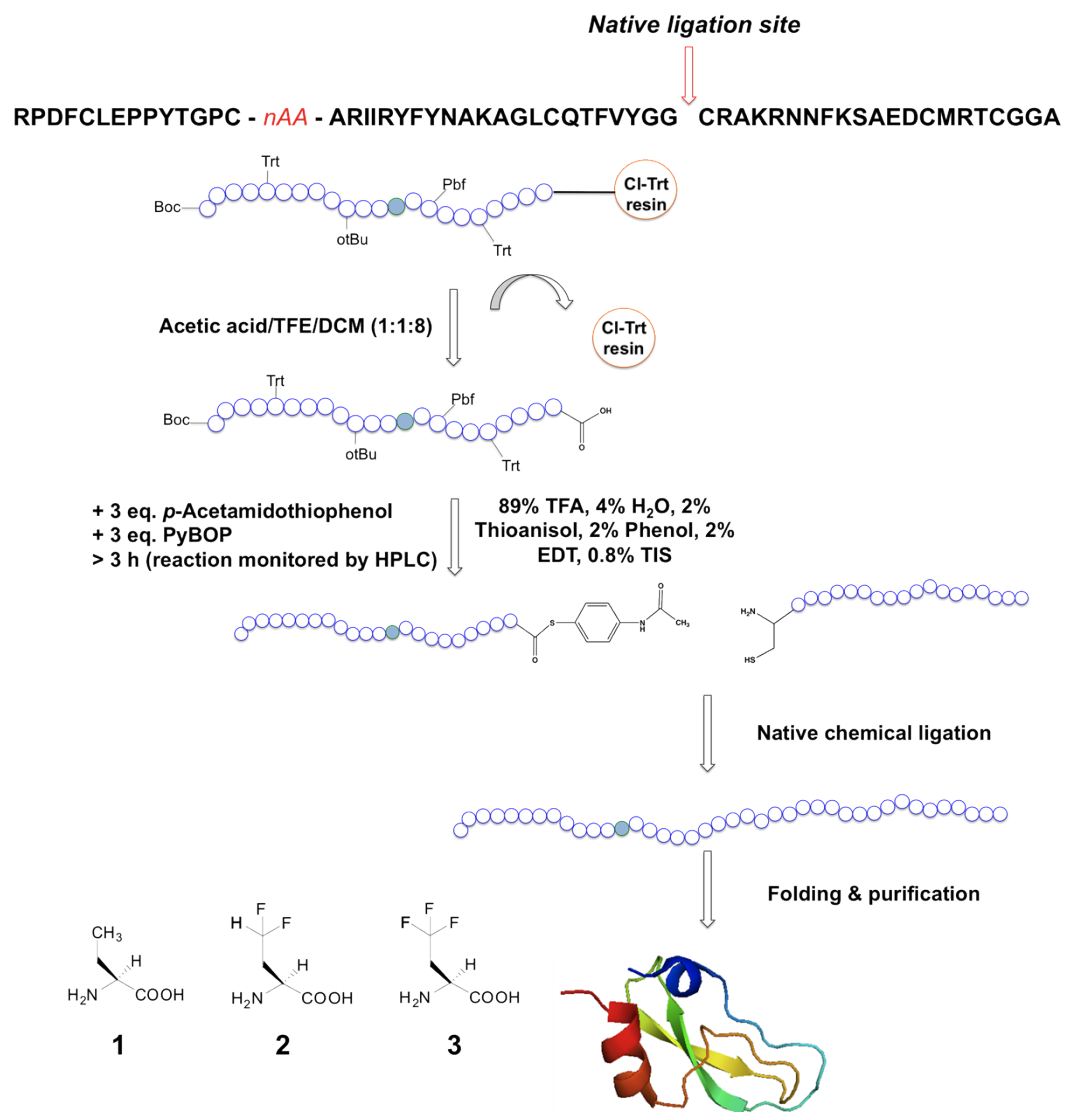 Native ligation site
RPDFCLEPPYTGPC - nAA - ARIIRYFYNAKAGLCQTFVYGG CRAKRNNFKSAEDCMRTCGGA
Trt
Pbf
Cl-Trt
resin
Boc
otBu
Trt
Acetic acid/TFE/DCM (1:1:8)
Cl-Trt
resin
Trt
Pbf
OH
Boc
O
otBu
Trt
+ 3 eq. p-Acetamidothiophenol
+ 3 eq. PyBOP
> 3 h (reaction monitored by HPLC)
89% TFA, 4% H2O, 2%
Thioanisol, 2% Phenol, 2%
EDT, 0.8% TIS
O
S
N
H
CH3
O
H2N
HS
Native chemical ligation
Folding & purification
CH3
H
H2N
COOH
1
F
H
F
H
H2N
COOH
2
F
F
F
H
H2N
COOH
3